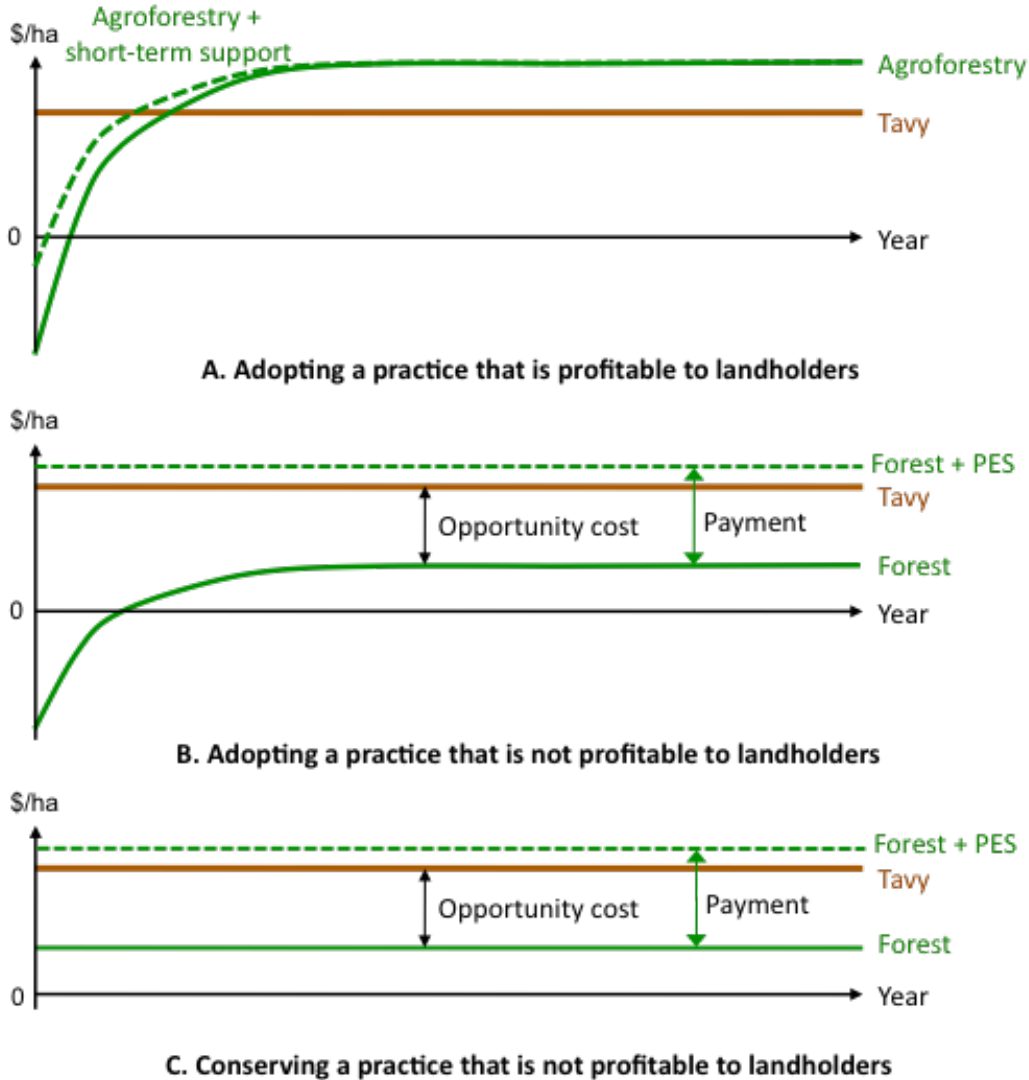 Agroforestry +
short-term support
$/ha
Agroforestry
Tavy
0
Year
A. Adopting a practice that is profitable to landholders
$/ha
Forest + PES
Tavy
Opportunity cost
Payment
Forest
0
Year
B. Adopting a practice that is not profitable to landholders
$/ha
Forest + PES
Tavy
Opportunity cost
Payment
Forest
0
Year
C. Conserving a practice that is not profitable to landholders